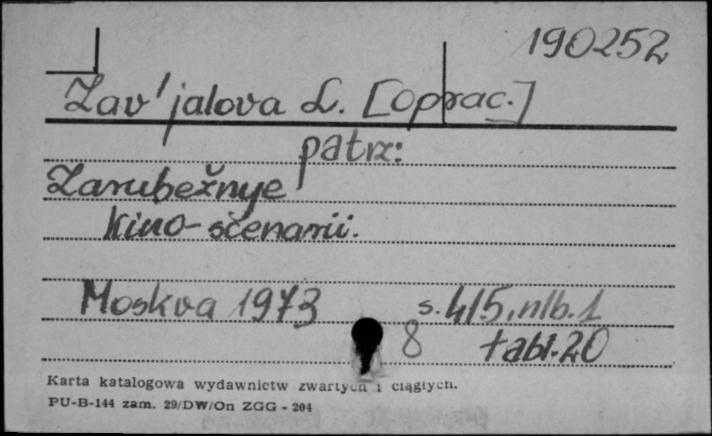 190252
Zav'jalova L. [oprac.]
patrz:
Zarubežnye
kino-scenarii.
Moskva 1973 s. 415, nlb. 1
8 tabl. 20
Karta katalogowa wydawnictw zwartych i ciągłych.
PU-B-144 zam. 29/DW/On ZGG - 204